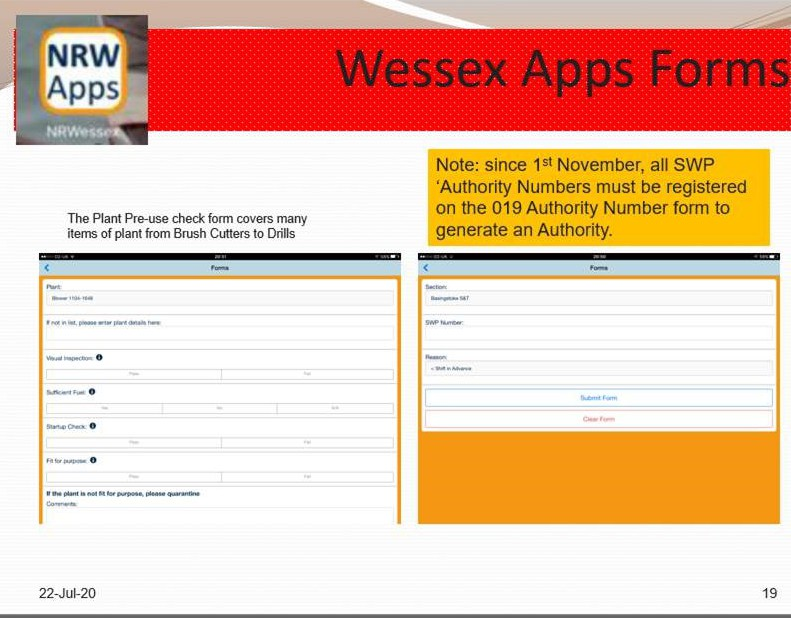 NRW
Apps
NRWessex
Wessex Apps Forms
Note: since 1st November, all SWP
‘Authority Numbers must be registered
on the 019 Authority Number form to
generate an Authority.
The Plant Pre-use check form covers many
items of plant from Brush Cutters to Drills
Forms
Plant:
Blower 1104-1648
If not in list, please enter plant details here:
Visual Inspection:
Pass Fail
Sufficient Fuel:
Startup Check:
Pass Fail
Fit for purpose:
Pass Fail
If the plant is not fit for purpose, please quarantine
Comments:
Forms
Section:
Basingstoke S&T
SWP Number:
Reason:
< Shift in Advance
Submit Form
Clear Form
22-Jul-20
19